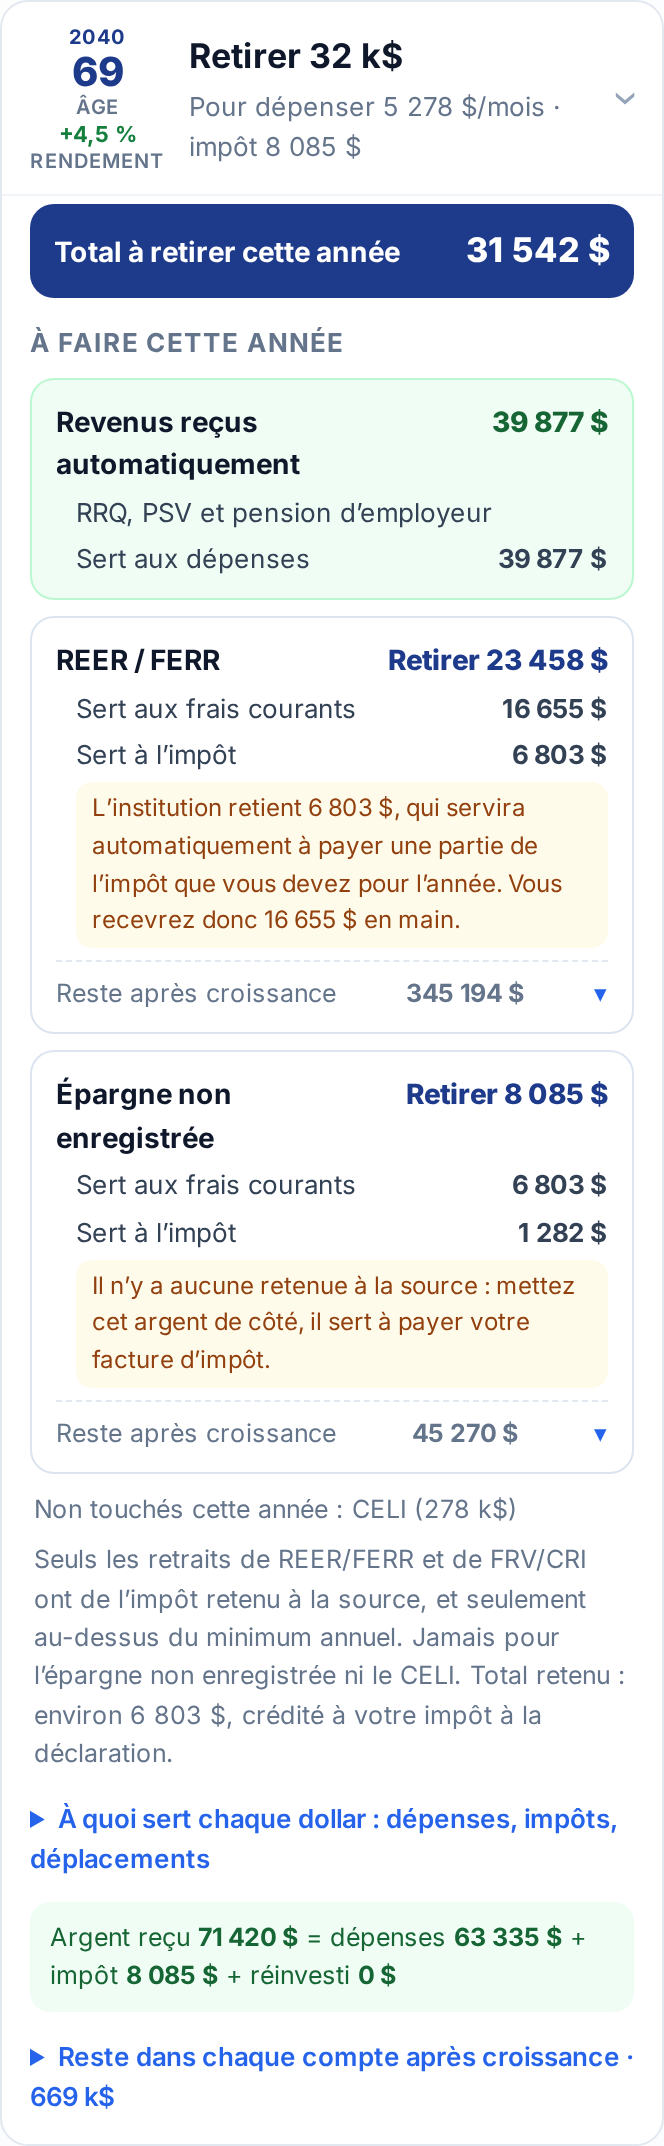 2040
69
ÂGE
+4,5 %
RENDEMENT
Retirer 32 k$
Pour dépenser 5 278 $/mois ·
impôt 8 085 $
Total à retirer cette année 31 542 $
À FAIRE CETTE ANNÉE
Revenus reçus 39 877 $
automatiquement
RRQ, PSV et pension d’employeur
Sert aux dépenses 39 877 $
REER / FERR Retirer 23 458 $
Sert aux frais courants 16 655 $
Sert à l’impôt 6 803 $
L’institution retient 6 803 $, qui servira
automatiquement à payer une partie de
l’impôt que vous devez pour l’année. Vous
recevrez donc 16 655 $ en main.
Reste après croissance 345 194 $ ▼
Épargne non Retirer 8 085 $
enregistrée
Sert aux frais courants 6 803 $
Sert à l’impôt 1 282 $
Il n’y a aucune retenue à la source : mettez
cet argent de côté, il sert à payer votre
facture d’impôt.
Reste après croissance 45 270 $ ▼
Non touchés cette année : CELI (278 k$)
Seuls les retraits de REER/FERR et de FRV/CRI
ont de l’impôt retenu à la source, et seulement
au-dessus du minimum annuel. Jamais pour
l’épargne non enregistrée ni le CELI. Total retenu :
environ 6 803 $, crédité à votre impôt à la
déclaration.
▶ À quoi sert chaque dollar : dépenses, impôts,
déplacements
Argent reçu 71 420 $ = dépenses 63 335 $ +
impôt 8 085 $ + réinvesti 0 $
▶ Reste dans chaque compte après croissance ·
669 k$